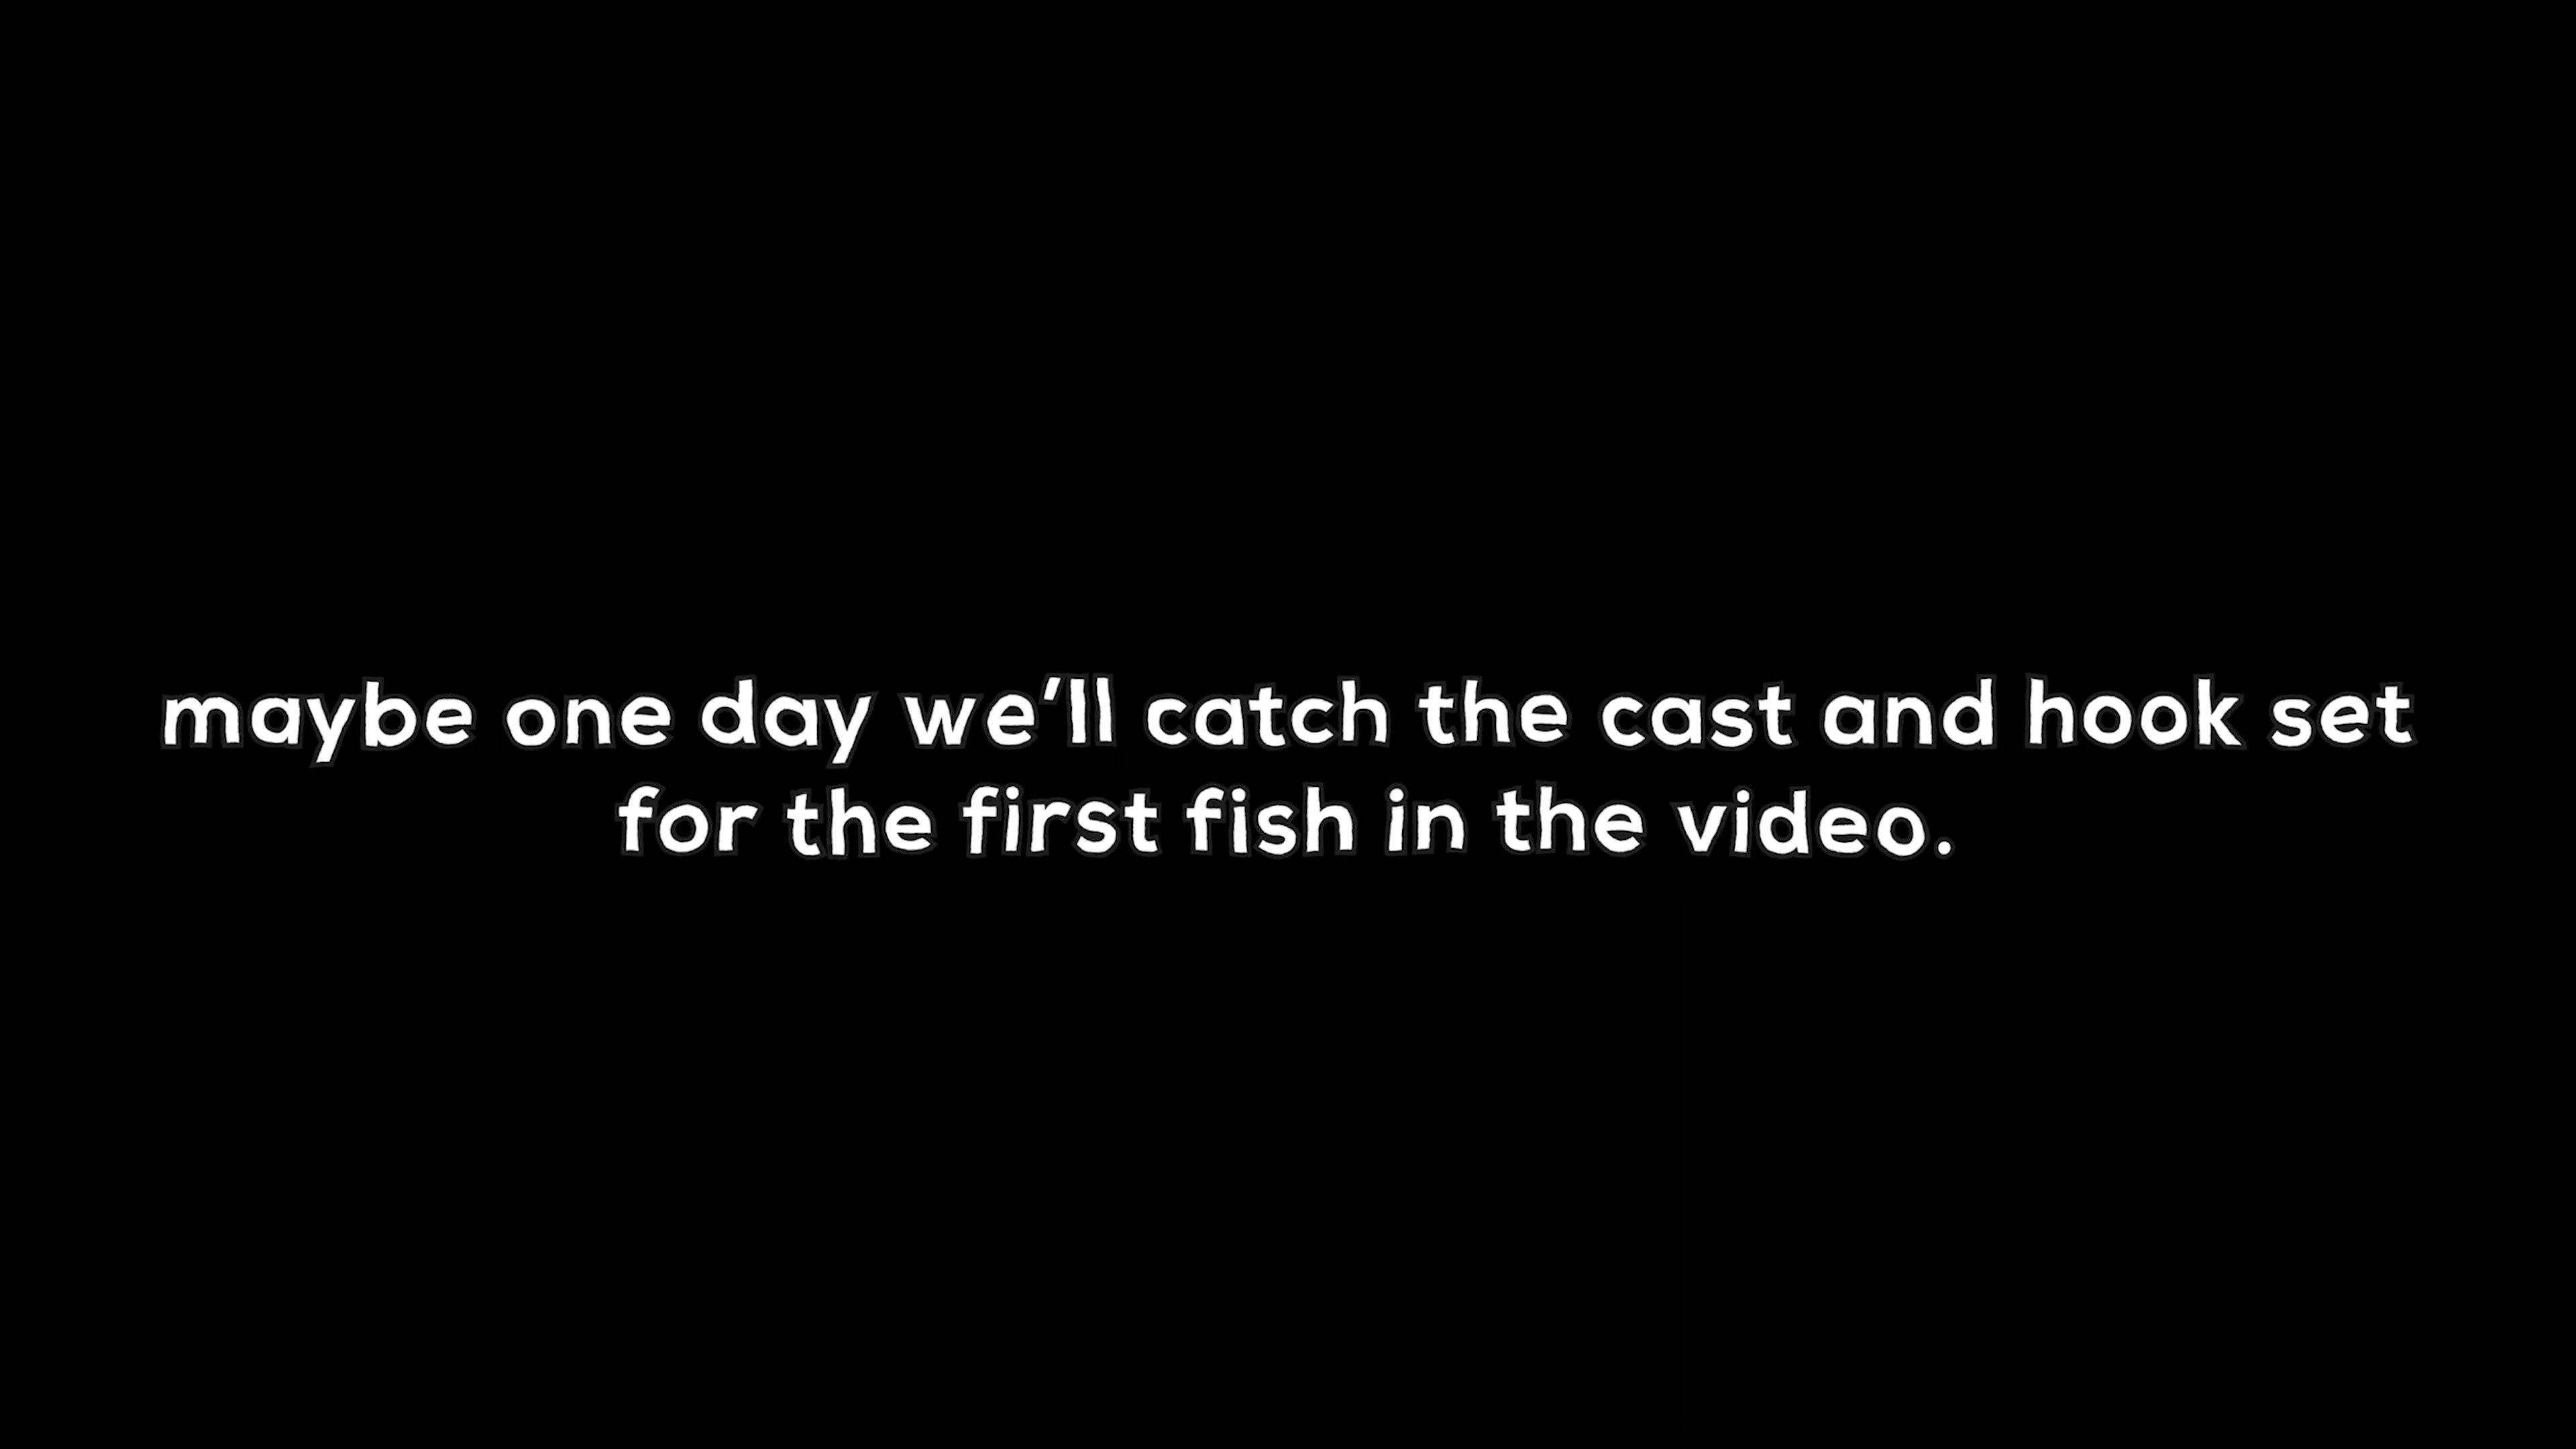 maybe one day we’ll catch the cast and hook set
for the first fish in the video.